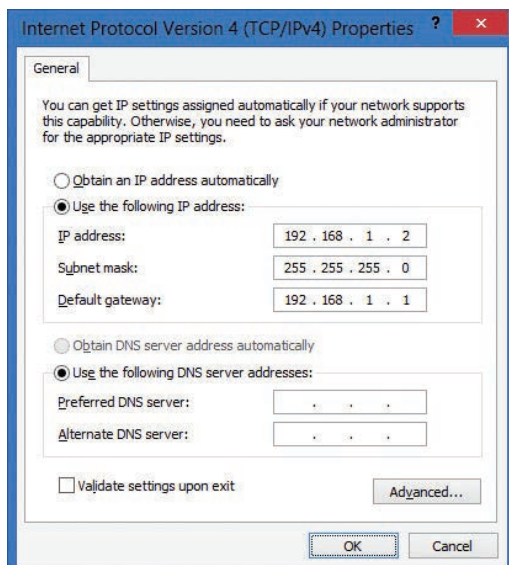 Internet Protocol Version 4 (TCP/IPv4) Properties ? ×
General
You can get IP settings assigned automatically if your network supports
this capability. Otherwise, you need to ask your network administrator
for the appropriate IP settings.
Obtain an IP address automatically
Use the following IP address:
IP address: 192 . 168 . 1 . 2
Subnet mask: 255 . 255 . 255 . 0
Default gateway: 192 . 168 . 1 . 1
Obtain DNS server address automatically
Use the following DNS server addresses:
Preferred DNS server: . . .
Alternate DNS server: . . .
Validate settings upon exit
Advanced...
OK Cancel